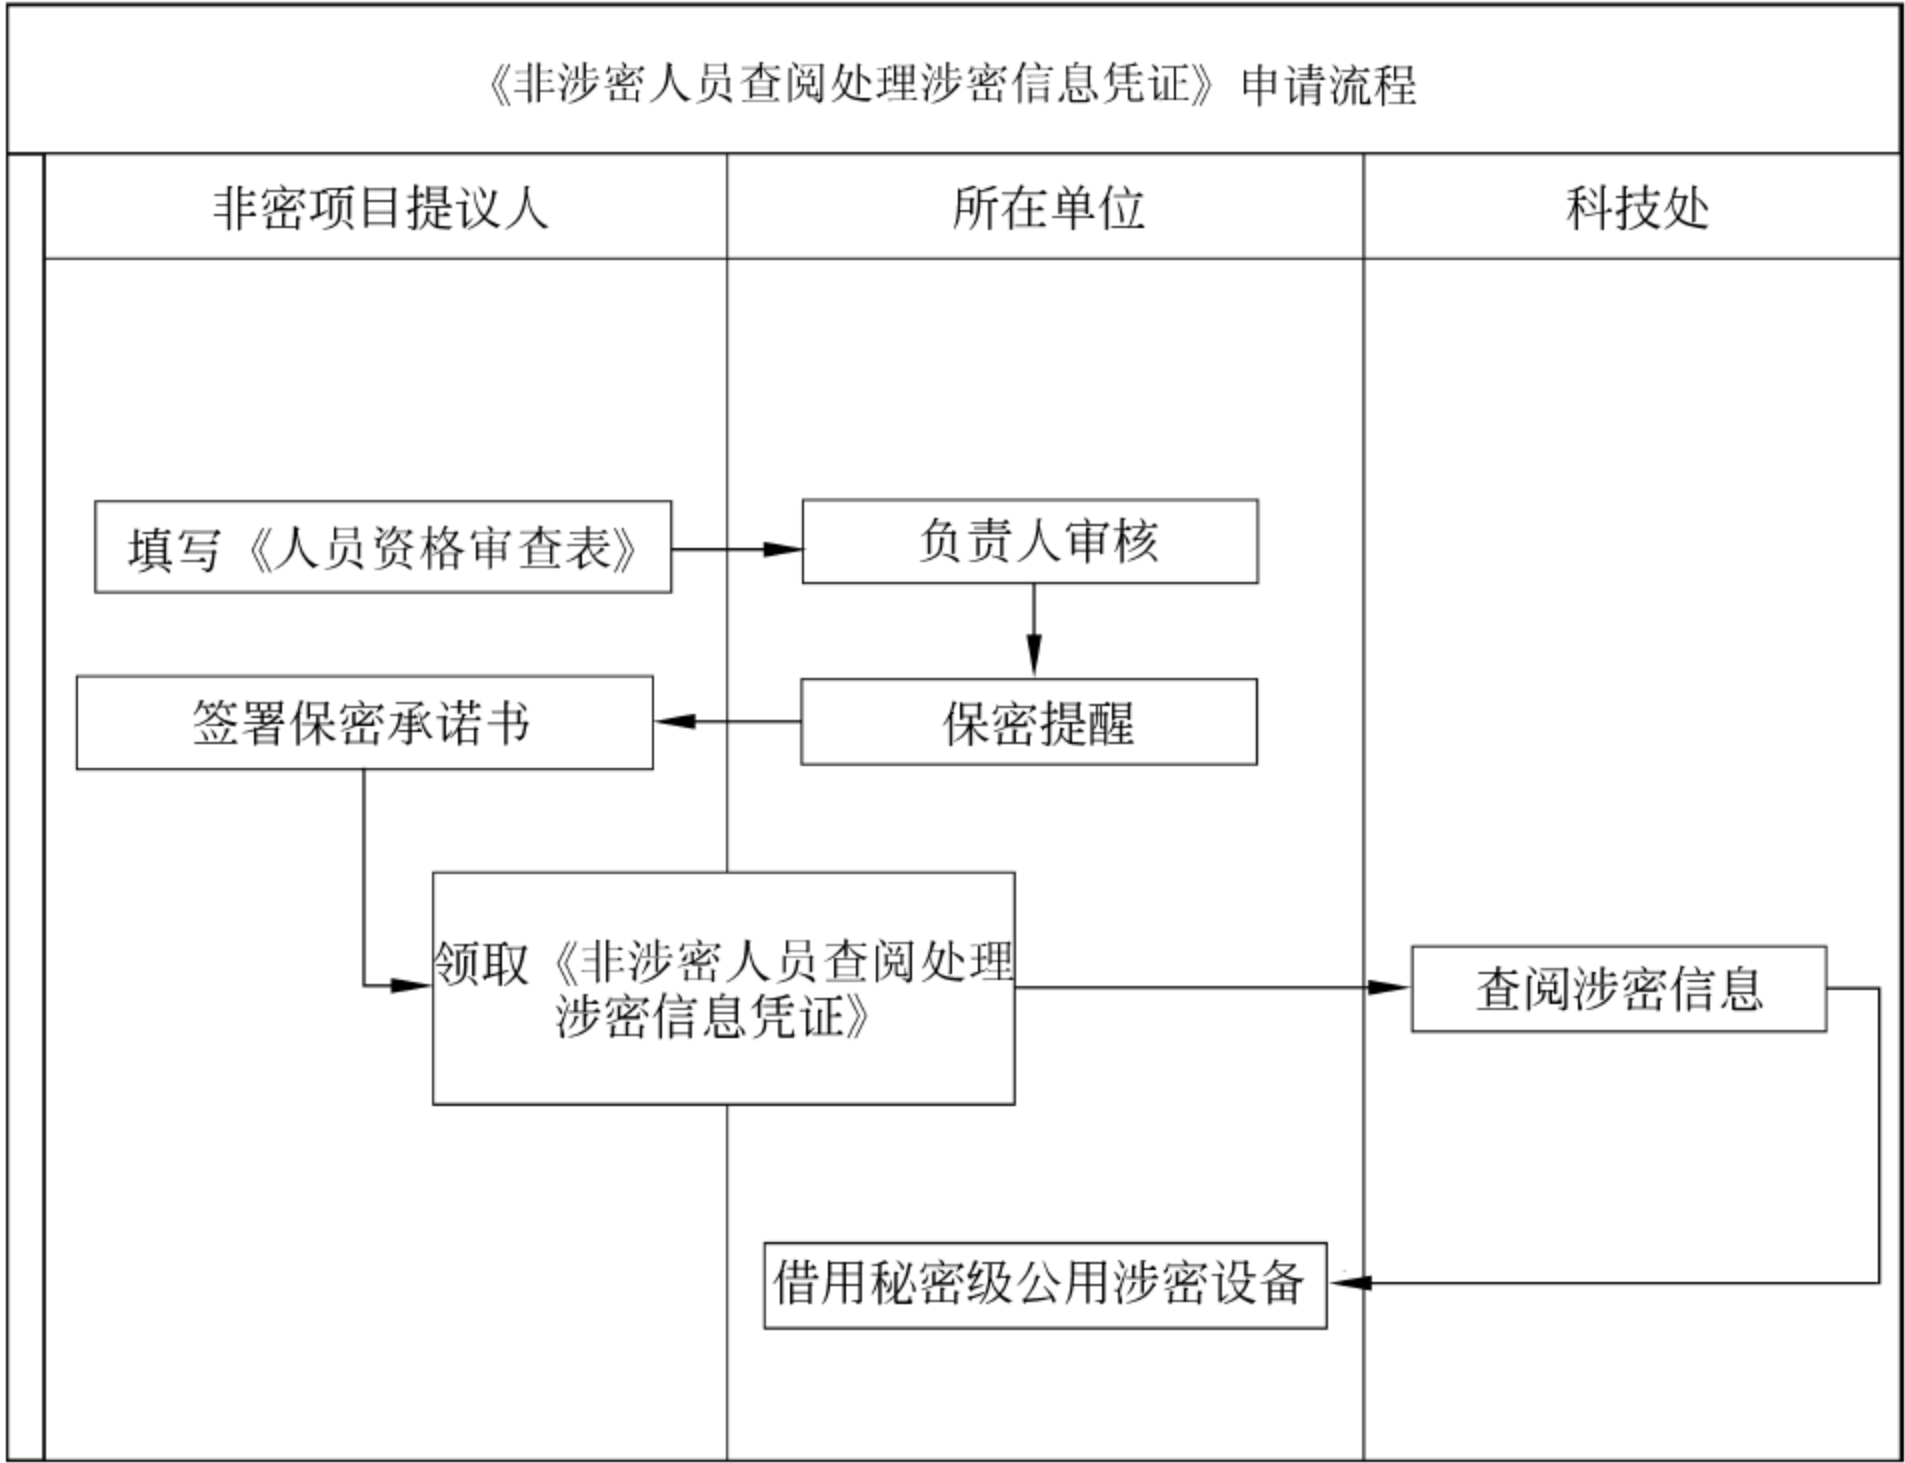 《非涉密人员查阅处理涉密信息凭证》申请流程
非密项目提议人
所在单位
科技处
填写《人员资格审查表》
负责人审核
签署保密承诺书
保密提醒
领取《非涉密人员查阅处理
涉密信息凭证》
查阅涉密信息
借用秘密级公用涉密设备